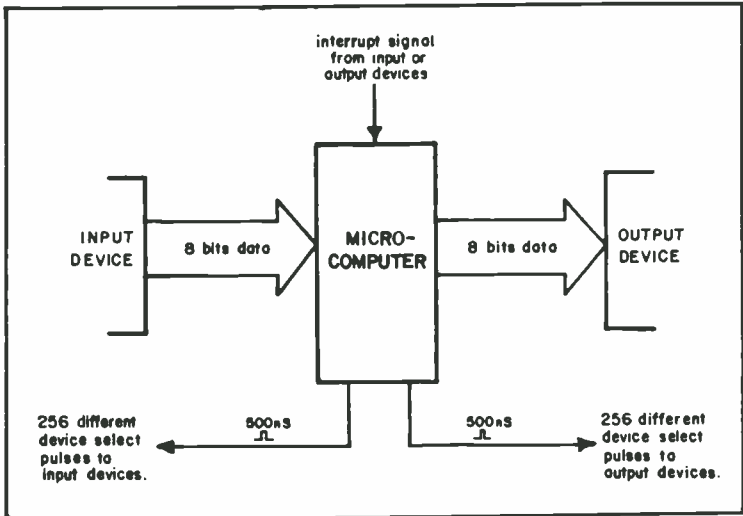 interrupt signal
from input or
output devices
INPUT
DEVICE
8 bits data
MICRO-
COMPUTER
8 bits data
OUTPUT
DEVICE
256 different
device select
pulses to
input devices.
500nS
500nS
256 different
device select
pulses to
output devices.